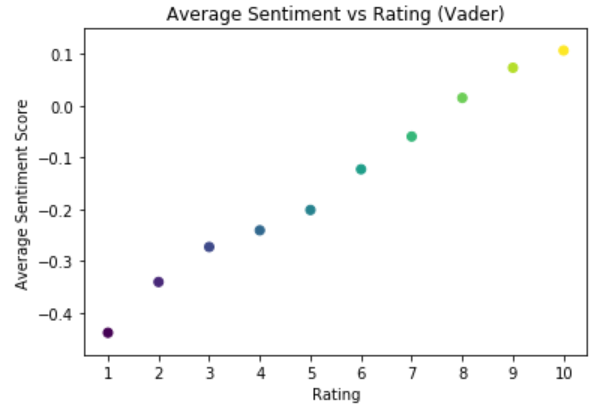 Average Sentiment vs Rating (Vader)
0.1
0.0
−0.1
−0.2
−0.3
−0.4
Average Sentiment Score
1 2 3 4 5 6 7 8 9 10
Rating